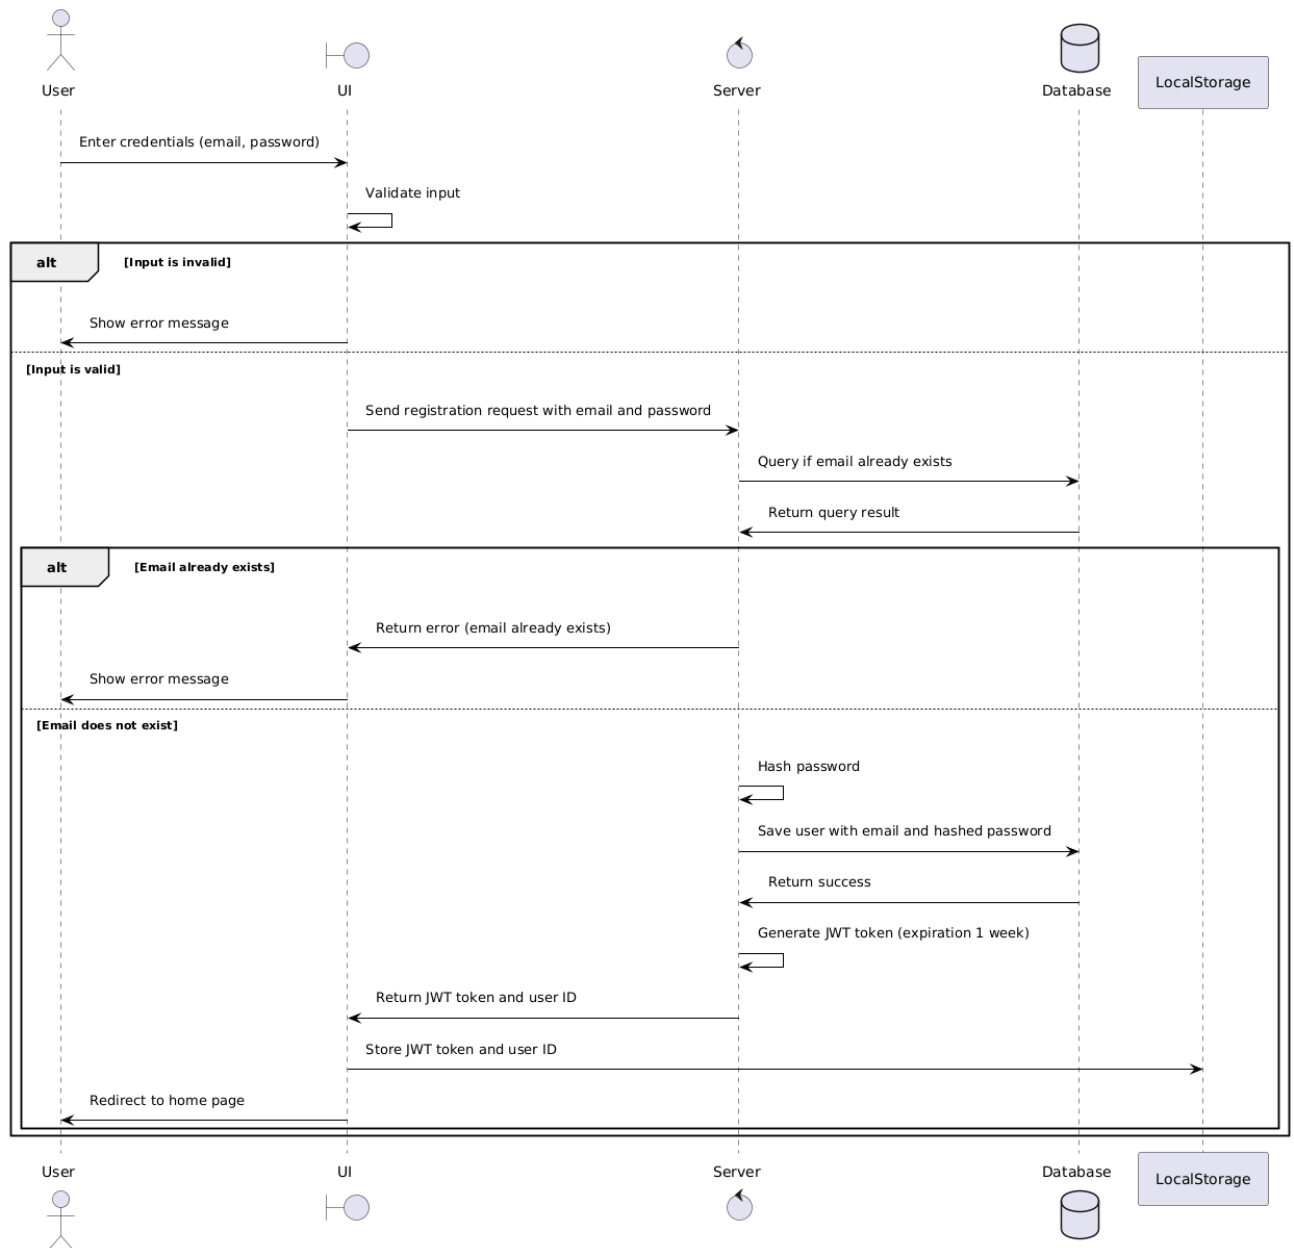 User
UI
Server
Database
LocalStorage
Enter credentials (email, password)
Validate input
alt
[Input is invalid]
Show error message
[Input is valid]
Send registration request with email and password
Query if email already exists
Return query result
alt
[Email already exists]
Return error (email already exists)
Show error message
[Email does not exist]
Hash password
Save user with email and hashed password
Return success
Generate JWT token (expiration 1 week)
Return JWT token and user ID
Store JWT token and user ID
Redirect to home page
User
UI
Server
Database
LocalStorage